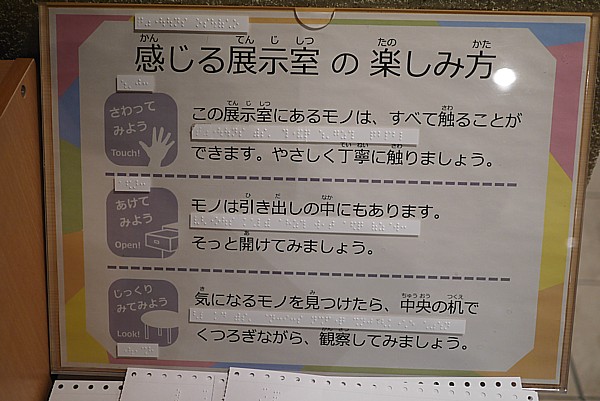 感じる展示室の楽しみ方
さわって
みよう
Touch!
この展示室にあるモノは、すべて触ることが
できます。やさしく丁寧に触りましょう。
あけて
みよう
Open!
モノは引き出しの中にもあります。
そっと開けてみましょう。
じっくり
みてみよう
Look!
気になるモノを見つけたら、中央の机で
くつろぎながら、観察してみましょう。